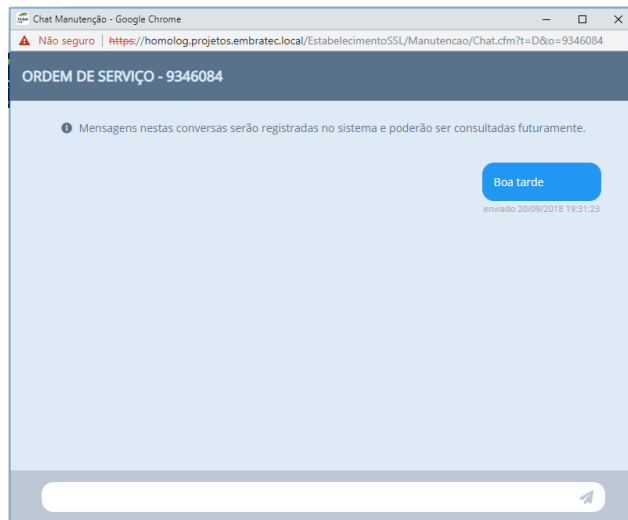 Chat Manutenção - Google Chrome
Não seguro | https://homolog.projetos.embratec.local/EstabelecimentoSSL/Manutencao/Chat.cfm?t=D&o=9346084
ORDEM DE SERVIÇO - 9346084
Mensagens nestas conversas serão registradas no sistema e poderão ser consultadas futuramente.
Boa tarde
enviado 20/09/2018 19:31:23